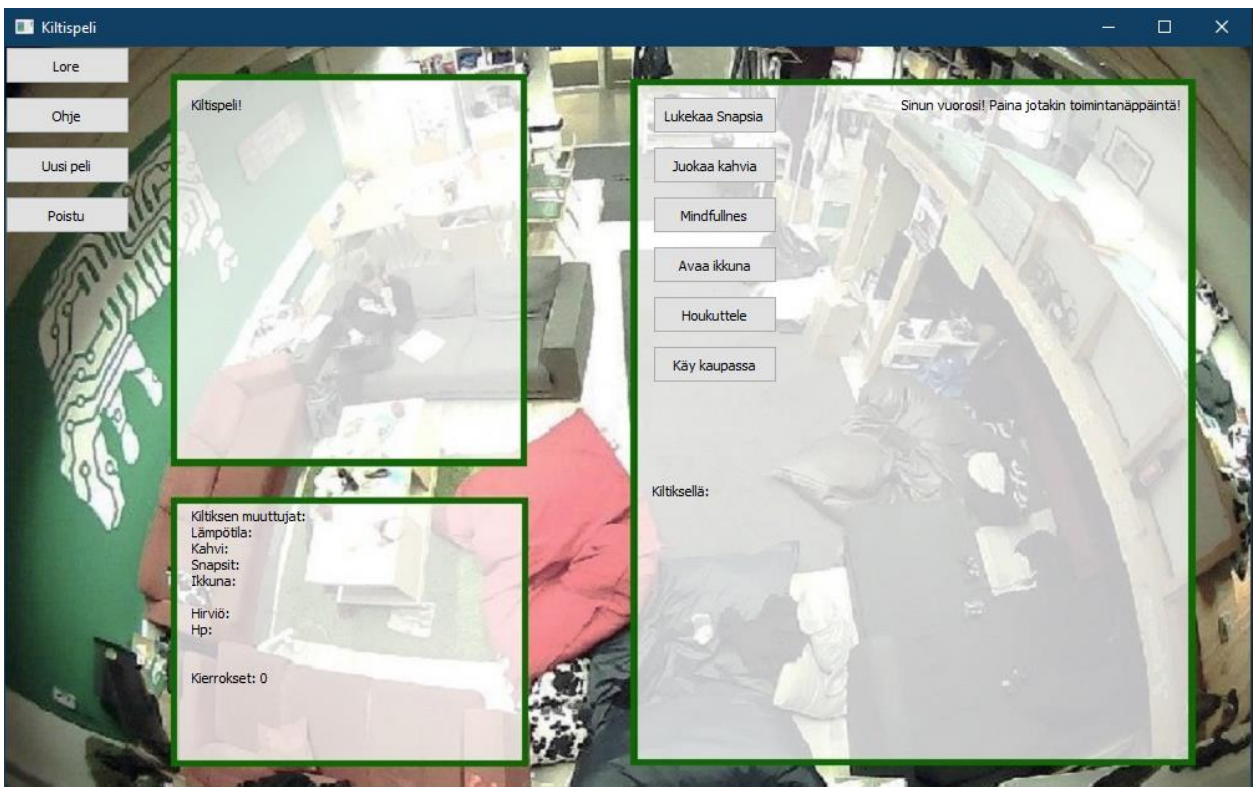 Kiltispeli
Lore
Ohje
Uusi peli
Poistu
Kiltispeli!
Kiltiksen muuttujat:
Lämpötila:
Kahvi:
Snapsit:
Ikkuna:
Hirviö:
Hp:
Kierrokset: 0
Sinun vuorosi! Paina jotakin toimintanäppäintä!
Lukekaa Snapsia
Juokaa kahvia
Mindfullnes
Avaa ikkuna
Houkuttele
Käy kaupassa
Kiltiksellä: